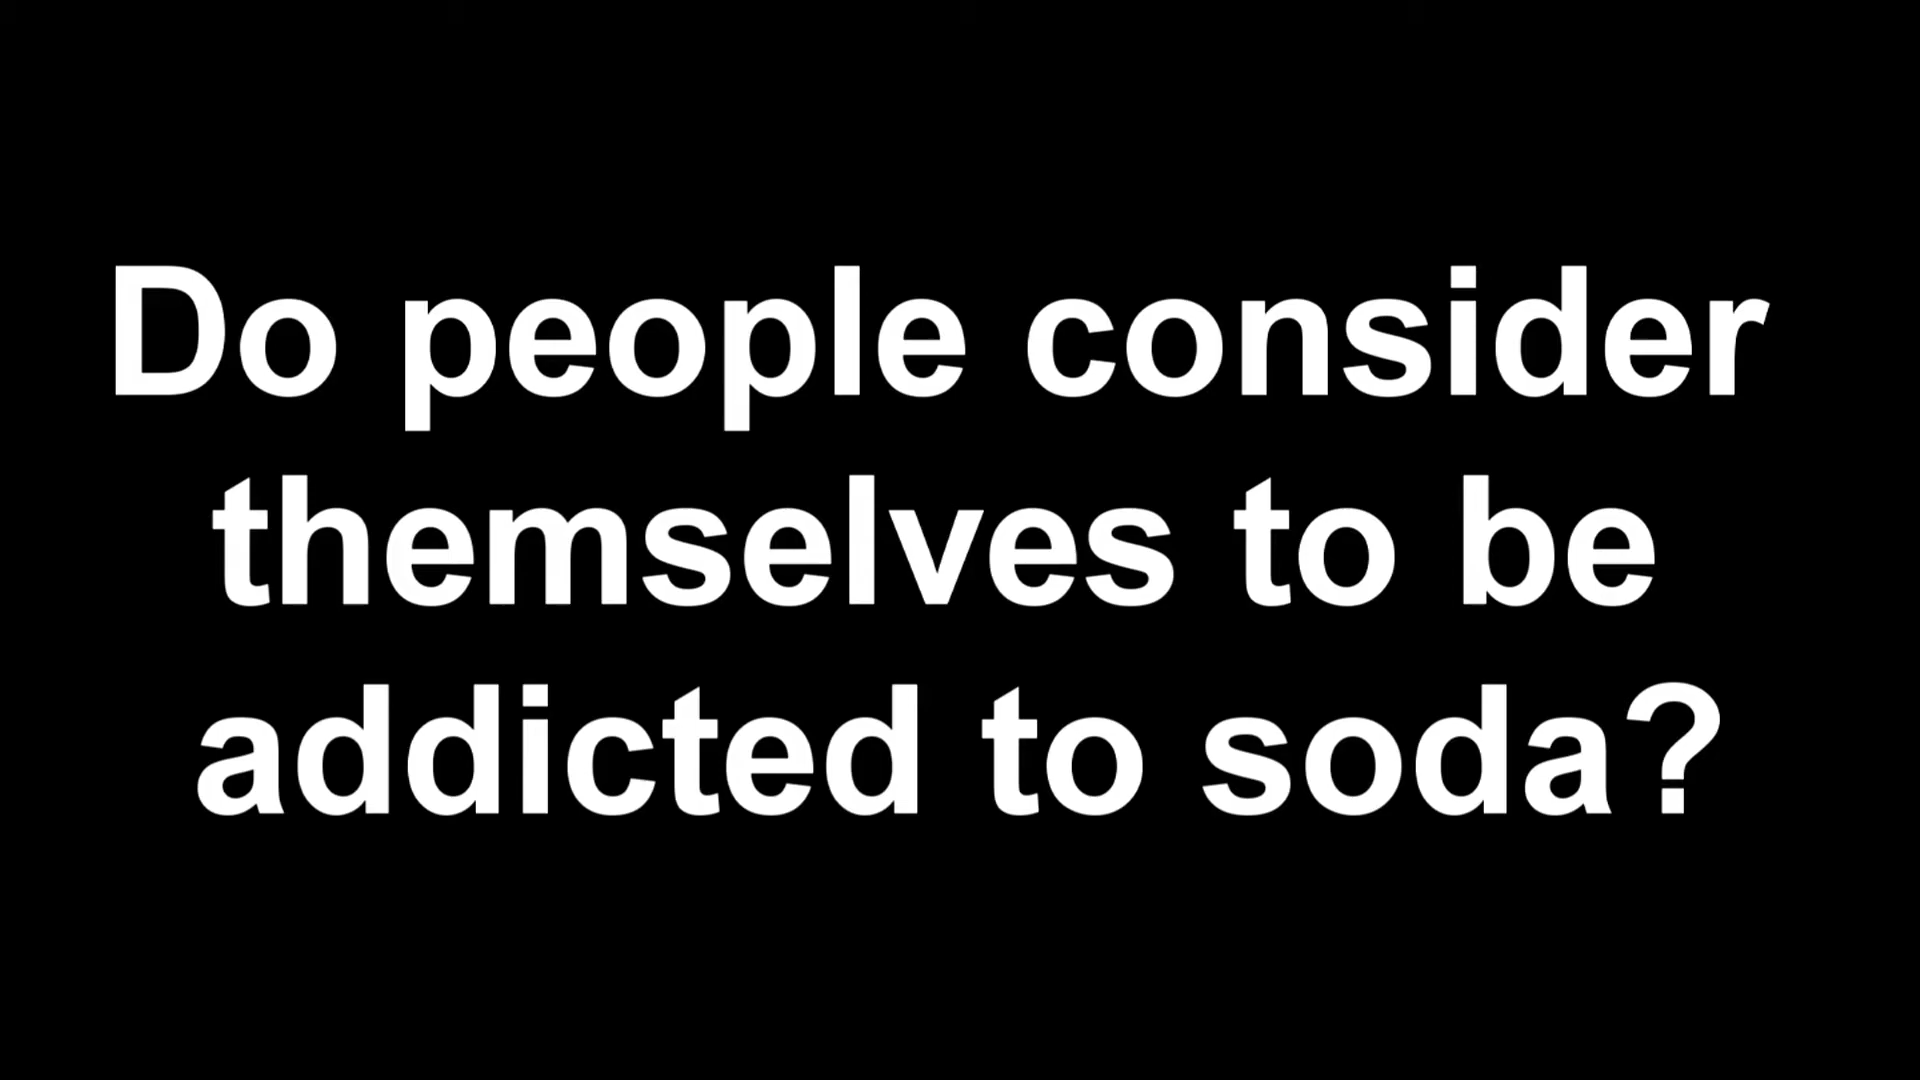 Do people consider
themselves to be
addicted to soda?